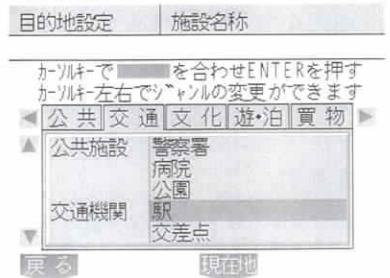 目的地設定 施設名称
カーソルキーで を合わせENTERを押す
カーソルキー左右でジャンルの変更ができます
公共 交通 文化 遊・泊 買物
公共施設 警察署
病院
公園
交通機関 駅
交差点
戻る 現在地